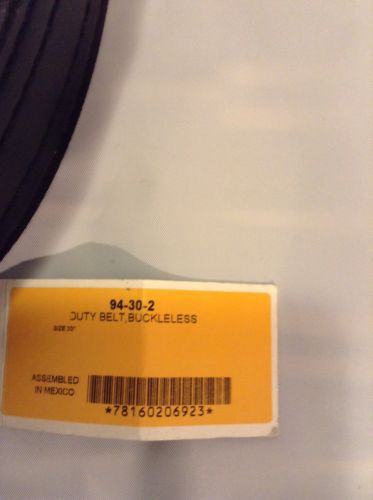 94-30-2
DUTY BELT,BUCKLELESS
SIZE 30"
ASSEMBLED
IN MEXICO
*78160206923*